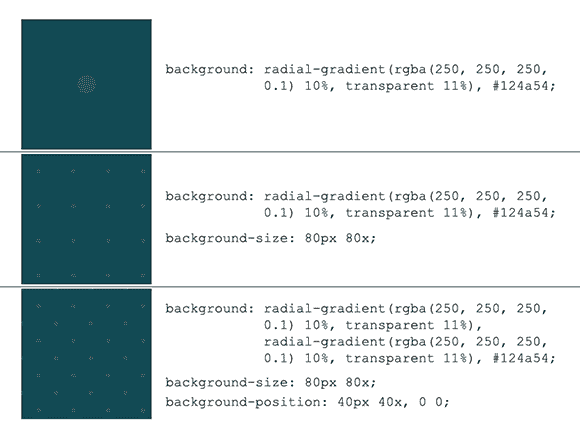 background: radial-gradient(rgba(250, 250, 250,
0.1) 10%, transparent 11%), #124a54;
background: radial-gradient(rgba(250, 250, 250,
0.1) 10%, transparent 11%), #124a54;
background-size: 80px 80x;
background: radial-gradient(rgba(250, 250, 250,
0.1) 10%, transparent 11%),
radial-gradient(rgba(250, 250, 250,
0.1) 10%, transparent 11%), #124a54;
background-size: 80px 80x;
background-position: 40px 40x, 0 0;